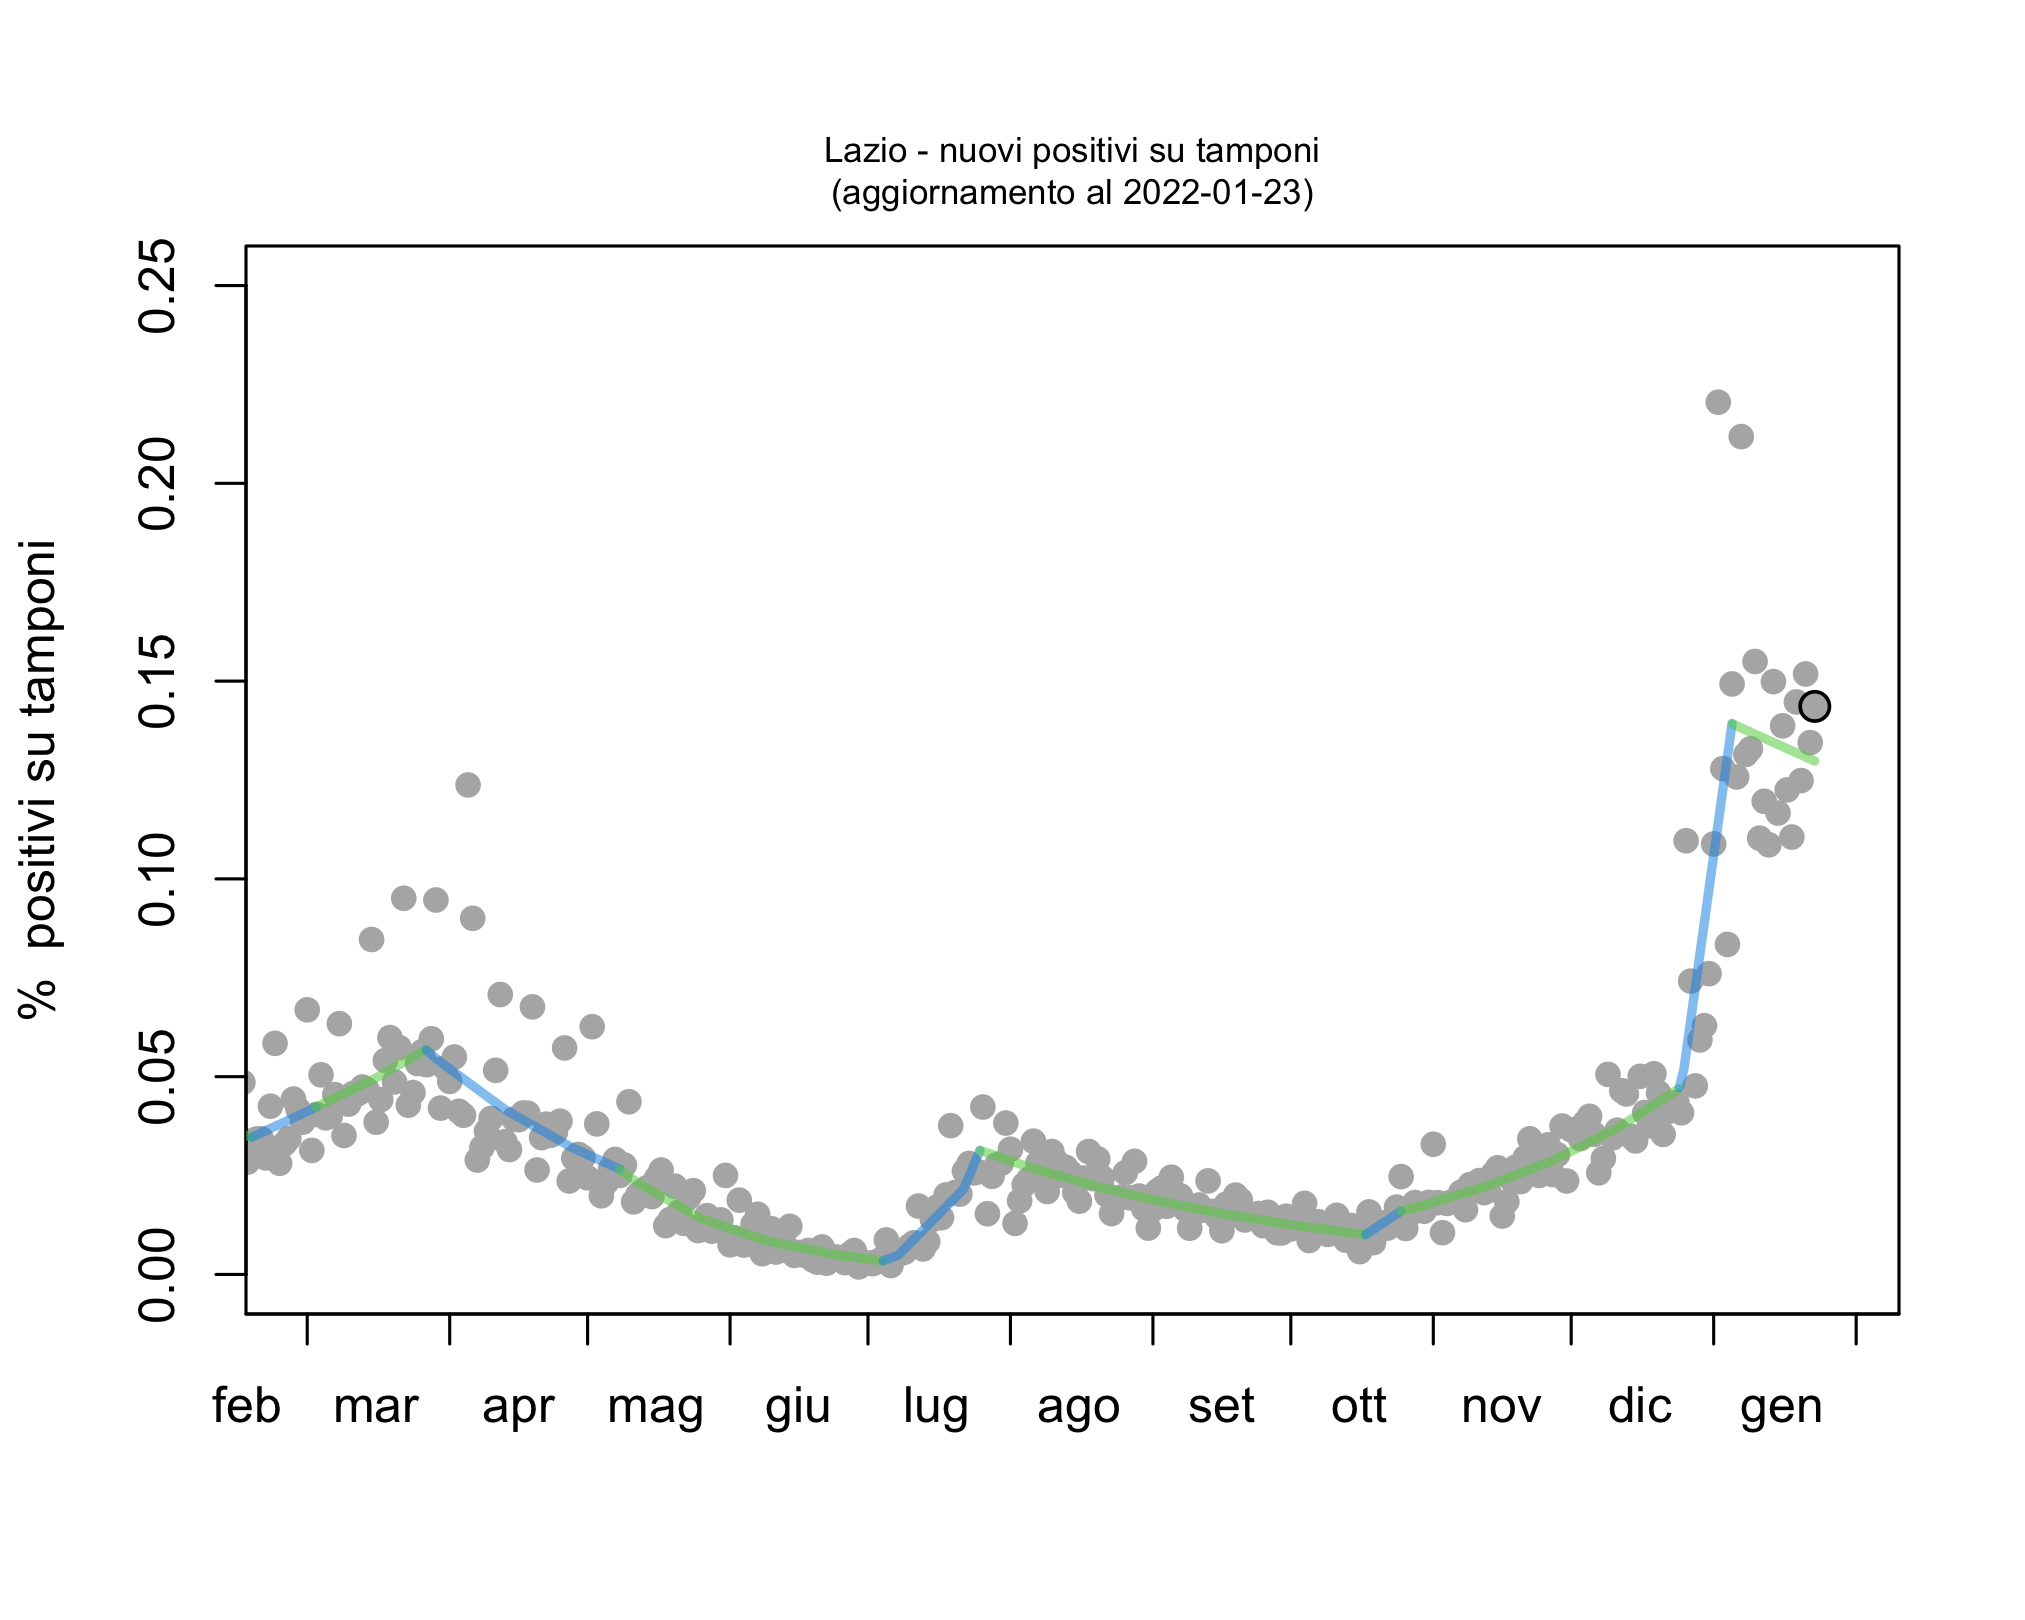 Lazio - nuovi positivi su tamponi
(aggiornamento al 2022-01-23)
% positivi su tamponi
0.25
0.20
0.15
0.10
0.05
0.00
feb mar apr mag giu lug ago set ott nov dic gen